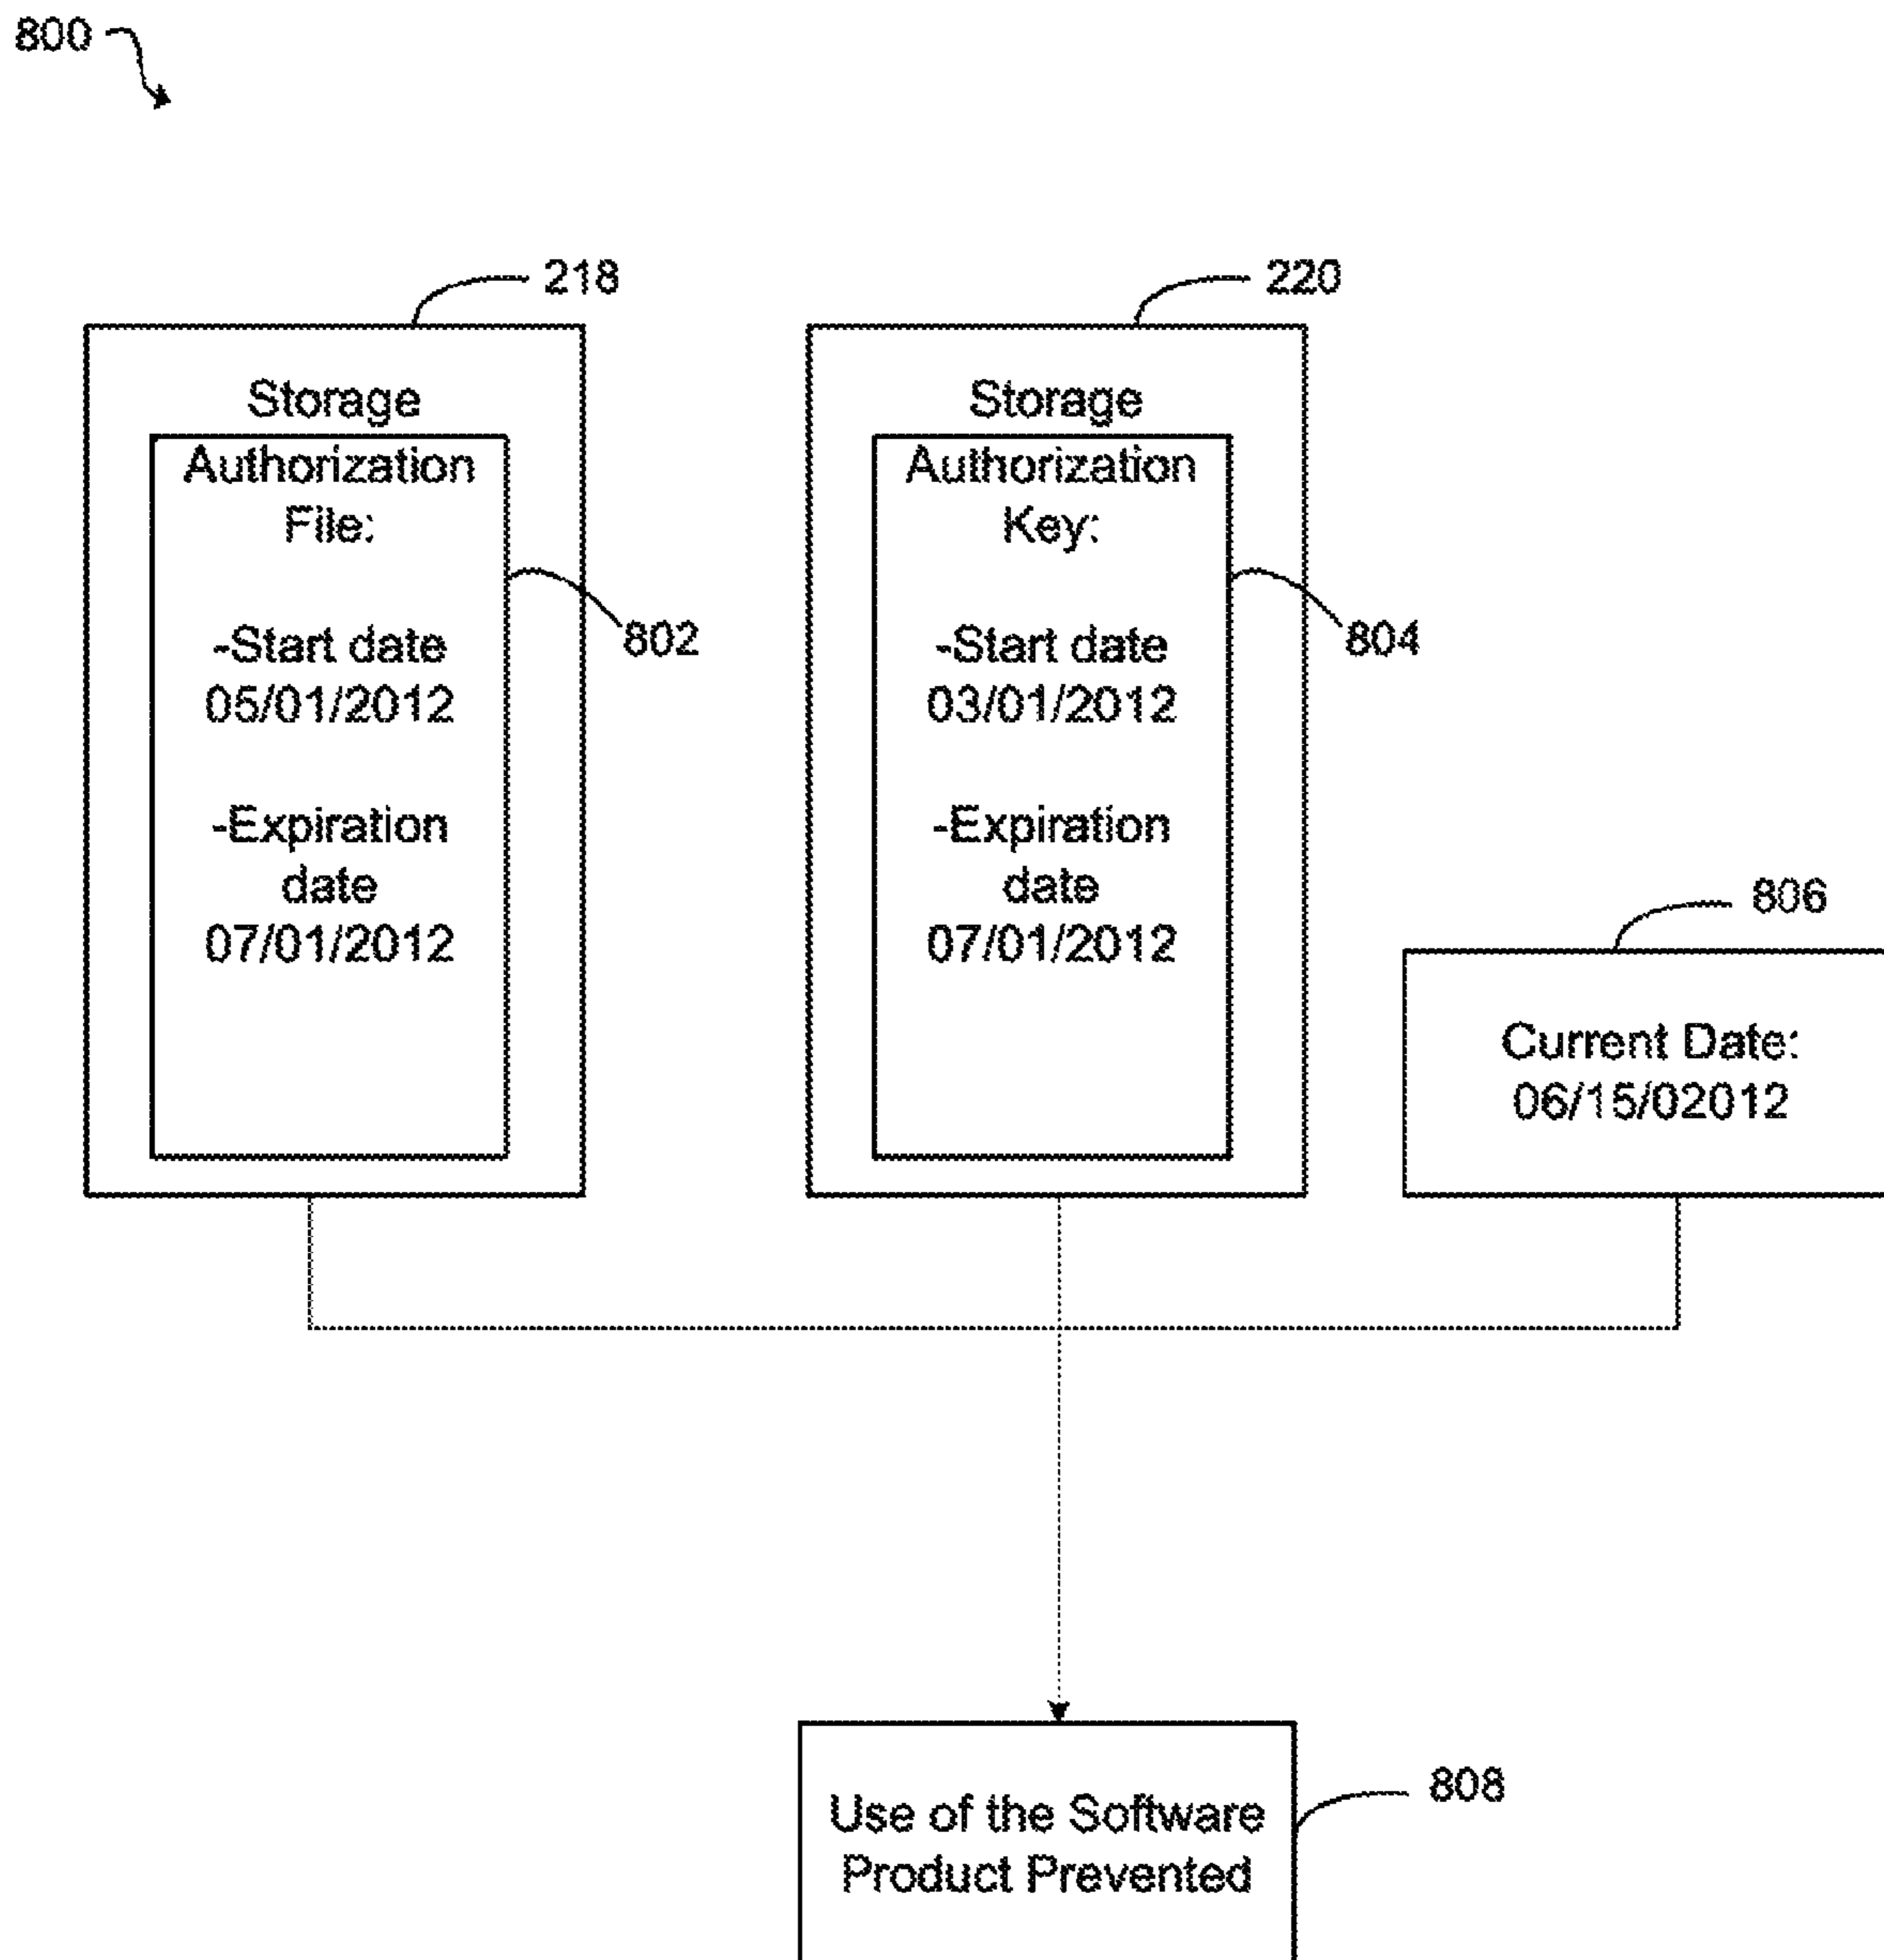 800
218
Storage
Authorization
File:
-Start date
05/01/2012
-Expiration
date
07/01/2012
802
220
Storage
Authorization
Key:
-Start date
03/01/2012
-Expiration
date
07/01/2012
804
806
Current Date:
06/15/02012
Use of the Software
Product Prevented
808